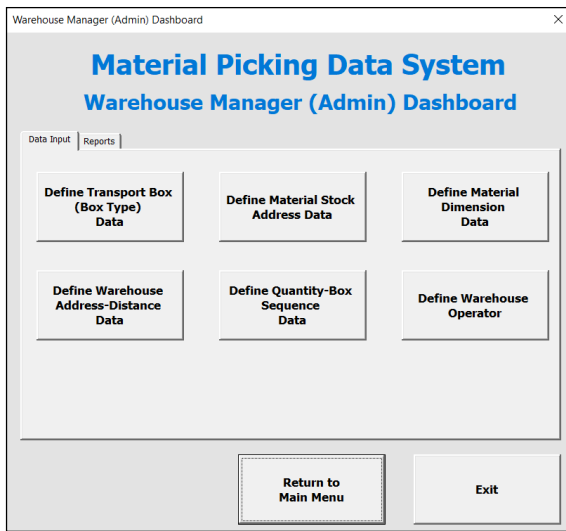 Warehouse Manager (Admin) Dashboard
Material Picking Data System
Warehouse Manager (Admin) Dashboard
Data Input
Reports
Define Transport Box
(Box Type)
Data
Define Material Stock
Address Data
Define Material
Dimension
Data
Define Warehouse
Address-Distance
Data
Define Quantity-Box
Sequence
Data
Define Warehouse
Operator
Return to
Main Menu
Exit